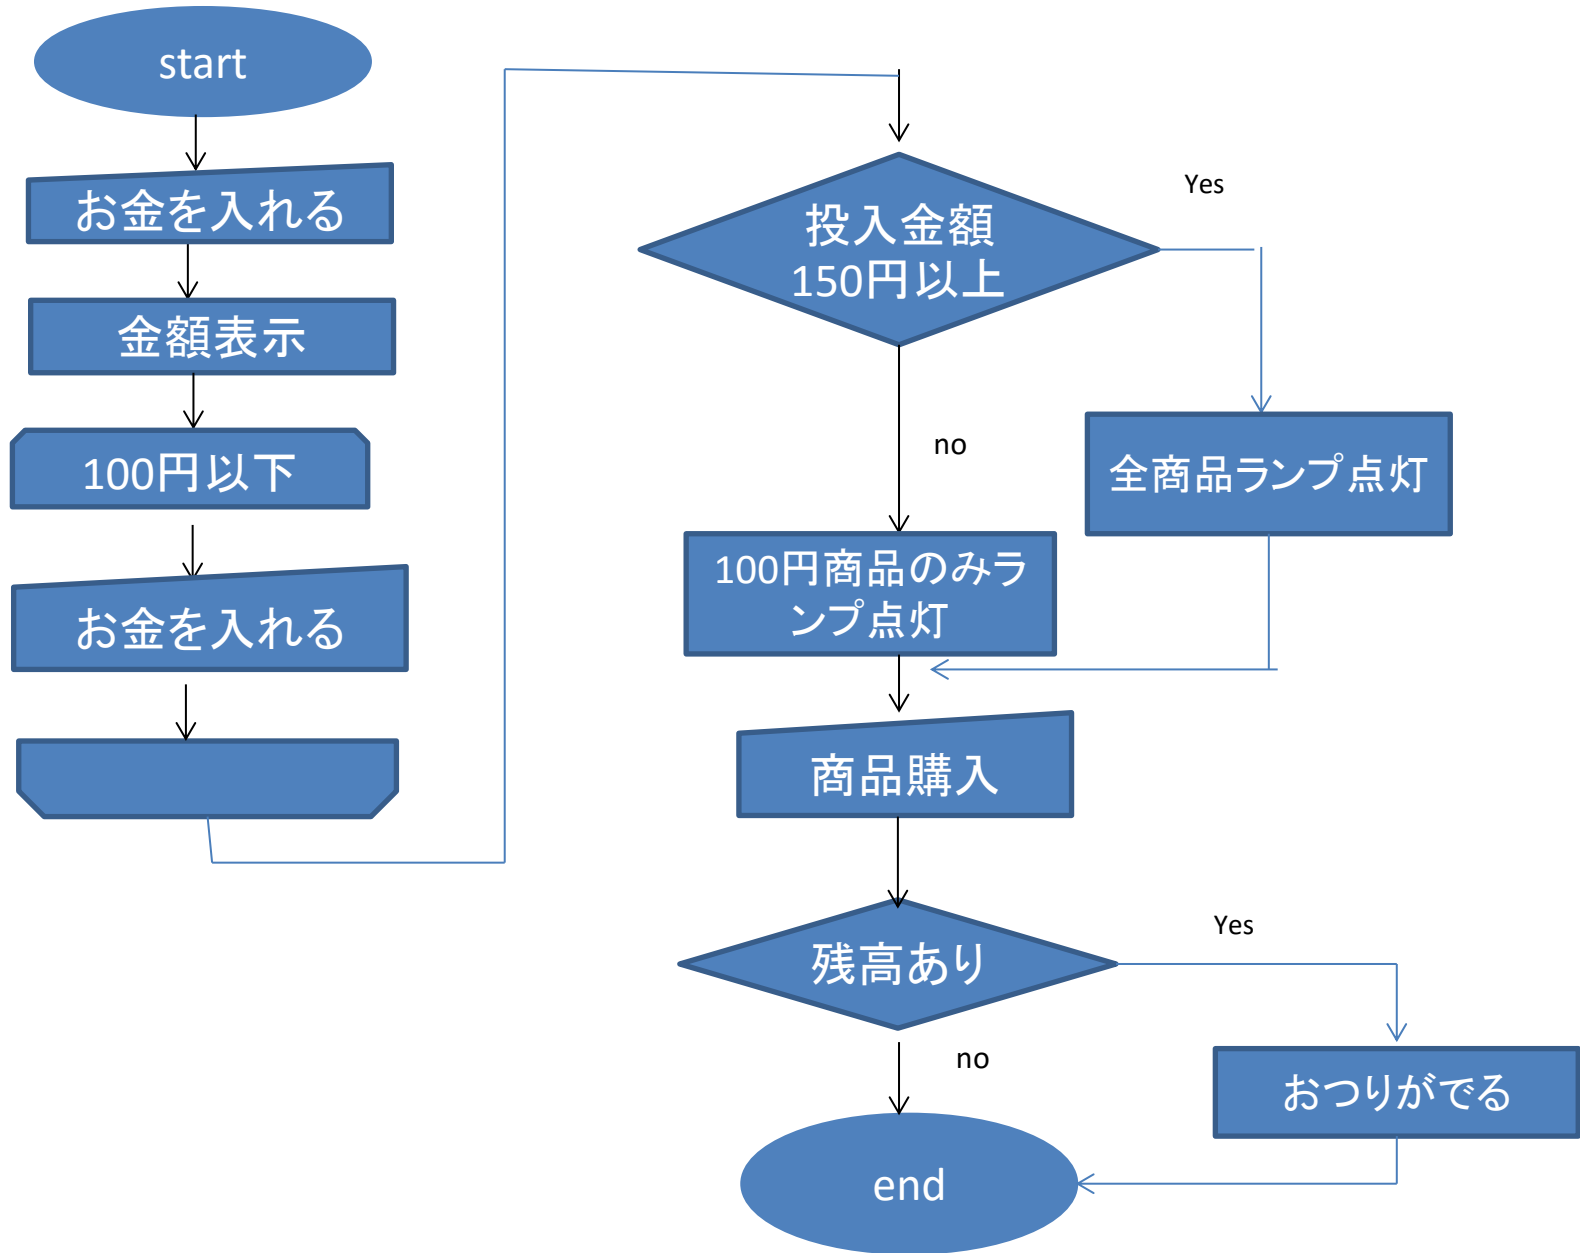 start
お金を入れる
金額表示
100円以下
お金を入れる
投入金額
150円以上
Yes
no
全商品ランプ点灯
100円商品のみラ
ンプ点灯
商品購入
残高あり
Yes
no
おつりがでる
end